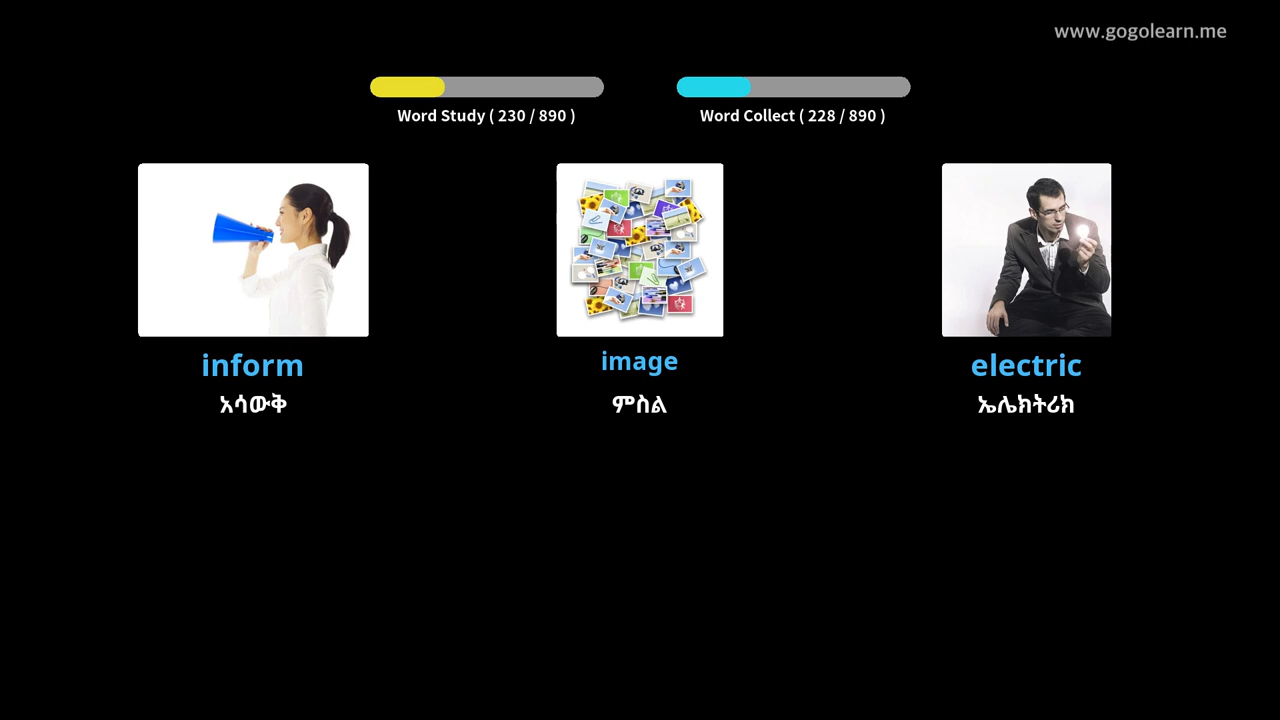 www.gogolearn.me
Word Study ( 230 / 890 )
Word Collect ( 228 / 890 )
inform
image
electric
አሳውቅ
ምስል
ኤሌክትሪክ